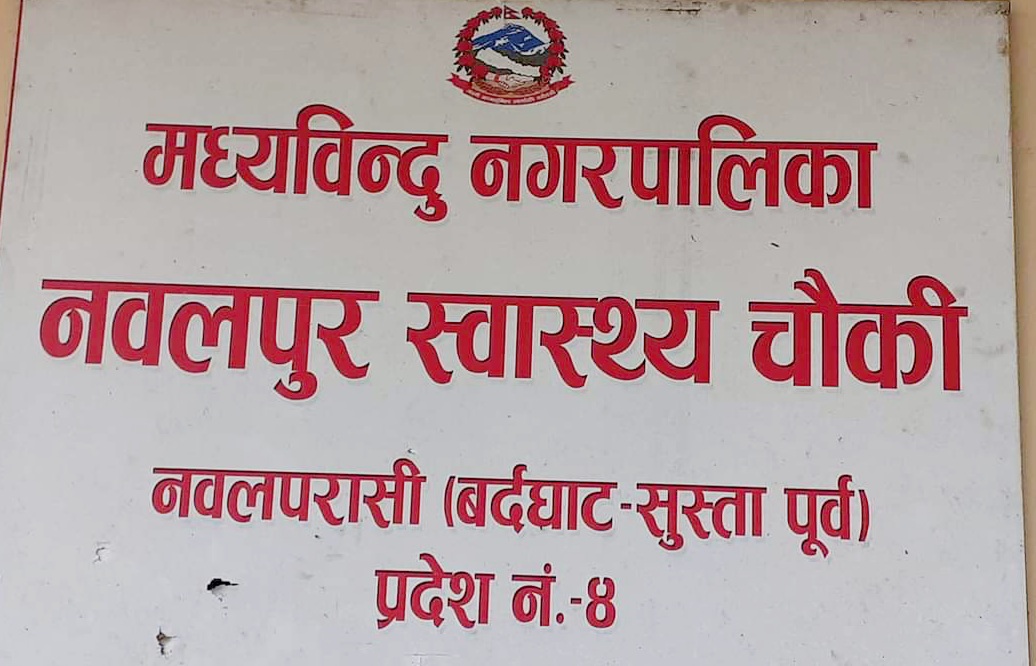 मध्यविन्दु नगरपालिका
नवलपुर स्वास्थ्य चौकी
नवलपरासी (बर्दघाट-सुस्ता पूर्व)
प्रदेश नं.-४